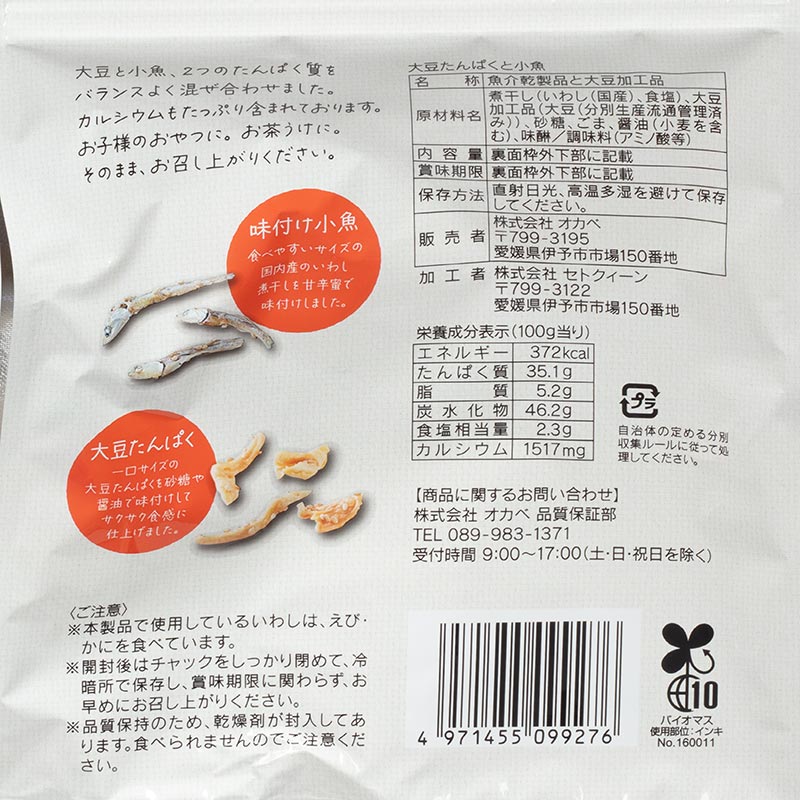 大豆と小魚、2つのたんぱく質を
バランスよく混ぜ合わせました。
カルシウムもたっぷり含まれております。
お子様のおやつに。お茶うけに。
そのまま、お召し上がりください。
味付け小魚
食べやすいサイズの
国内産のいわし
煮干しを甘辛蜜で
味付けしました。
大豆たんぱく
一口サイズの
大豆たんぱくを砂糖や
醤油で味付けして
サクサク食感に
仕上げました。
〈ご注意〉
※本製品で使用しているいわしは、えび・
かにを食べています。
※開封後はチャックをしっかり閉めて、冷
暗所で保存し、賞味期限に関わらず、お
早めにお召し上がりください。
※品質保持のため、乾燥剤が封入してあ
ります。食べられませんのでご注意くだ
さい。
大豆たんぱくと小魚
名称 魚介乾製品と大豆加工品
原材料名 煮干し(いわし(国産)、食塩)、大豆
加工品(大豆(分別生産流通管理済
み))、砂糖、ごま、醤油(小麦を含
む)、味醂/調味料(アミノ酸等)
内容量 裏面枠外下部に記載
賞味期限 裏面枠外下部に記載
保存方法 直射日光、高温多湿を避けて保存
してください。
販売者 株式会社 オカベ
〒799-3195
愛媛県伊予市市場150番地
加工者 株式会社 セトクィーン
〒799-3122
愛媛県伊予市市場150番地
栄養成分表示(100g当り)
エネルギー 372kcal
たんぱく質 35.1g
脂質 5.2g
炭水化物 46.2g
食塩相当量 2.3g
カルシウム 1517mg
プラ
自治体の定める分別
収集ルールに従って処
理してください。
【商品に関するお問い合わせ】
株式会社 オカベ 品質保証部
TEL 089-983-1371
受付時間 9:00〜17:00(土・日・祝日を除く)
4 971455 099276
10
バイオマス
使用部位:インキ
No.160011